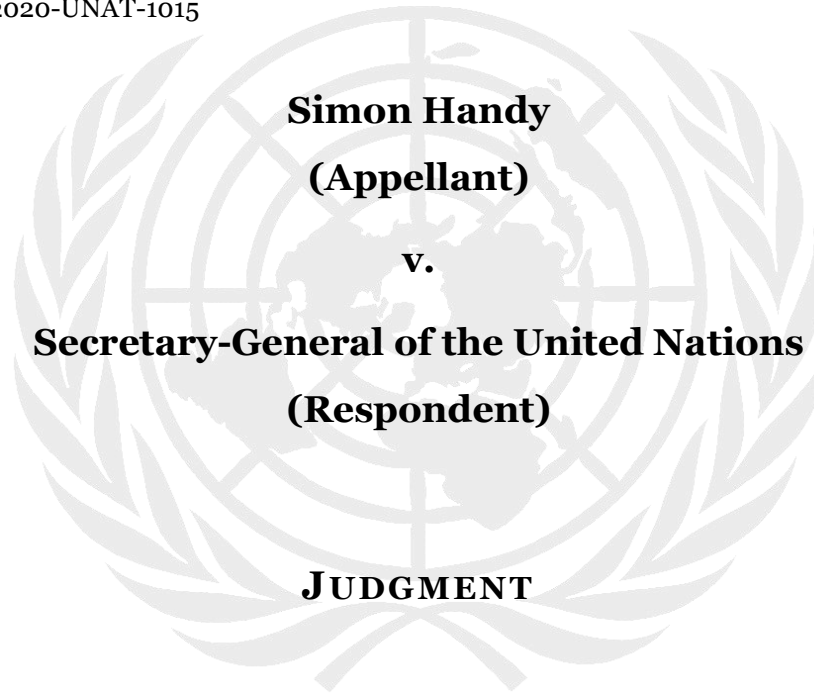 2020-UNAT-1015
Simon Handy
(Appellant)
v.
Secretary-General of the United Nations
(Respondent)
JUDGMENT